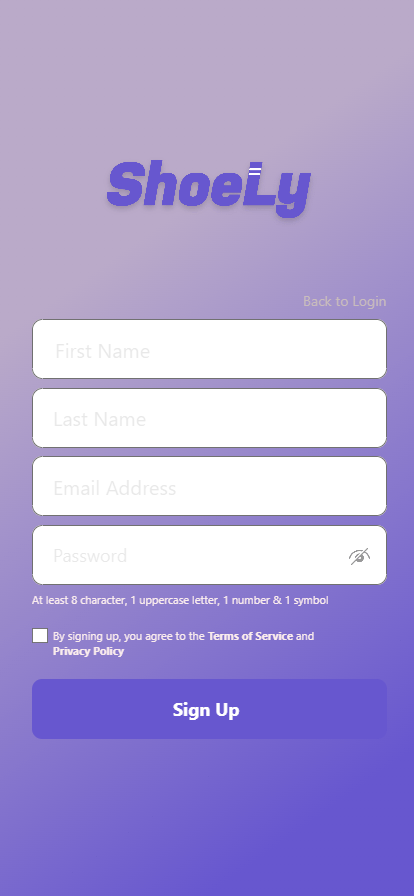 ShoeLy
Back to Login
First Name
Last Name
Email Address
Password
At least 8 character, 1 uppercase letter, 1 number & 1 symbol
By signing up, you agree to the Terms of Service and
Privacy Policy
Sign Up